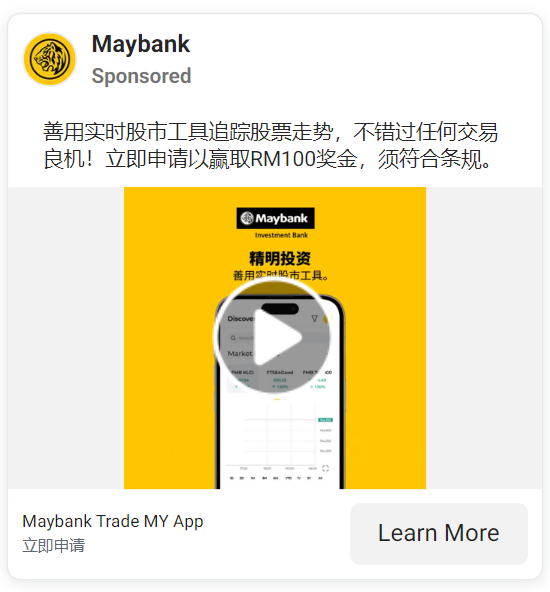 Maybank
Sponsored
善用实时股市工具追踪股票走势，不错过任何交易
良机！立即申请以赢取RM100奖金，须符合条规。
Maybank
Investment Bank
精明投资
善用实时股市工具。
Discove
Market
Maybank Trade MY App
立即申请
Learn More